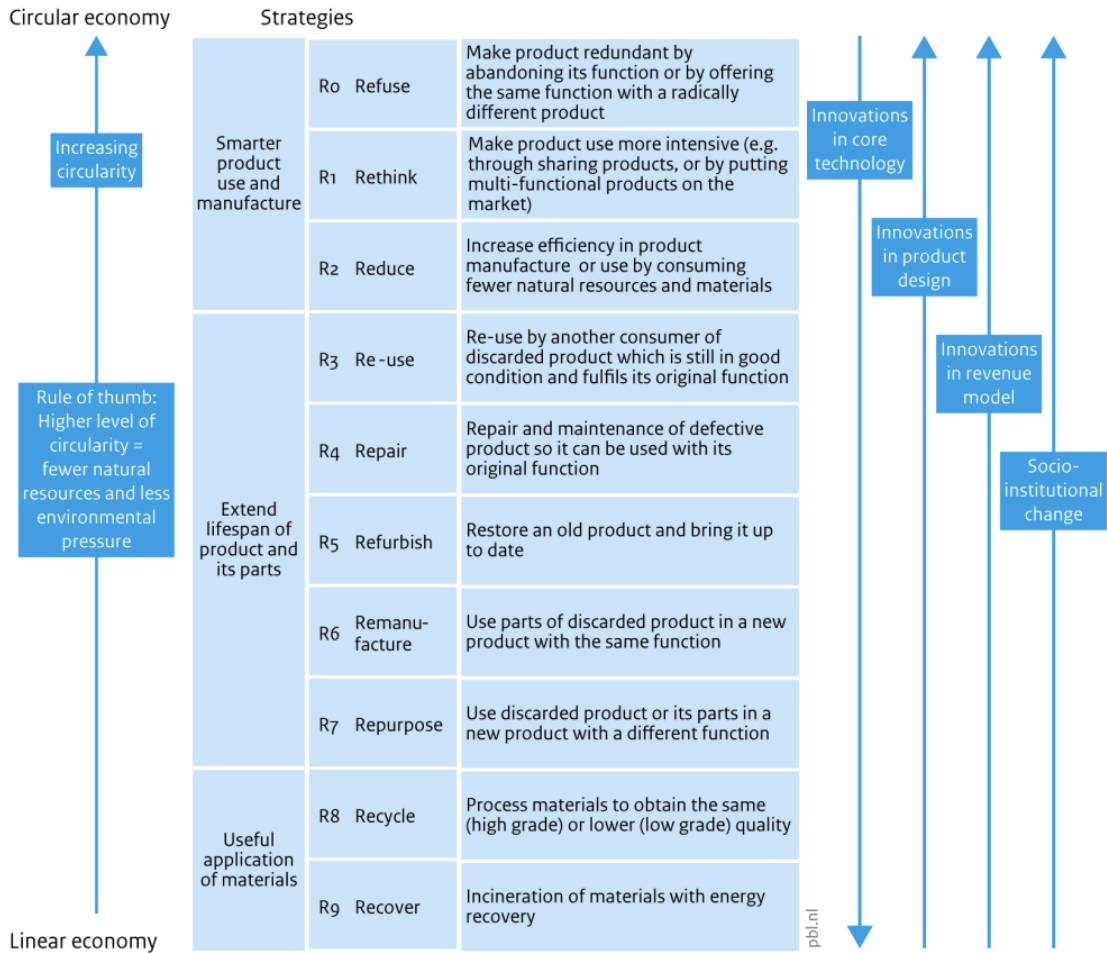 Circular economy
Strategies
Increasing
circularity
Rule of thumb:
Higher level of
circularity =
fewer natural
resources and less
environmental
pressure
Linear economy
Smarter
product
use and
manufacture
R0 Refuse
Make product redundant by
abandoning its function or by offering
the same function with a radically
different product
R1 Rethink
Make product use more intensive (e.g.
through sharing products, or by putting
multi-functional products on the
market)
R2 Reduce
Increase efficiency in product
manufacture or use by consuming
fewer natural resources and materials
Extend
lifespan of
product and
its parts
R3 Re-use
Re-use by another consumer of
discarded product which is still in good
condition and fulfils its original function
R4 Repair
Repair and maintenance of defective
product so it can be used with its
original function
R5 Refurbish
Restore an old product and bring it up
to date
R6 Remanu-
facture
Use parts of discarded product in a new
product with the same function
R7 Repurpose
Use discarded product or its parts in a
new product with a different function
Useful
application
of materials
R8 Recycle
Process materials to obtain the same
(high grade) or lower (low grade) quality
R9 Recover
Incineration of materials with energy
recovery
pbl.nl
Innovations
in core
technology
Innovations
in product
design
Innovations
in revenue
model
Socio-
institutional
change